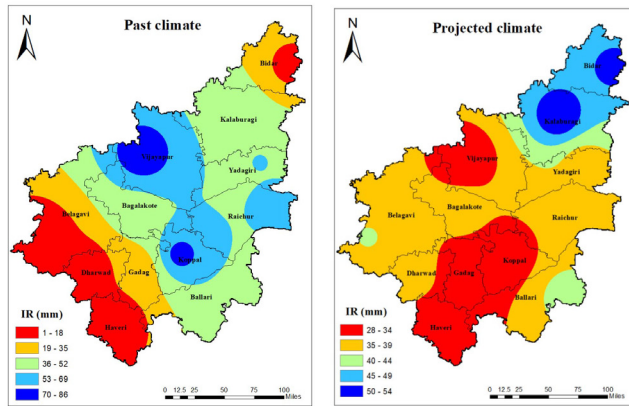 Past climate
N
Bidar
Kalaburagi
Vijayapur
Yadagiri
Bagalakote
Belagavi
Raichur
Koppal
Dharwad
Gadag
Ballari
Haveri
IR (mm)
1 - 18
19 - 35
36 - 52
53 - 69
70 - 86
0 12.5 25 50 75 100
Miles
Projected climate
N
Bidar
Kalaburagi
Vijayapur
Yadagiri
Belagavi
Bagalakote
Raichur
Dharwad
Gadag
Koppal
Ballari
Haveri
IR (mm)
28 - 34
35 - 39
40 - 44
45 - 49
50 - 54
0 12.5 25 50 75 100
Miles